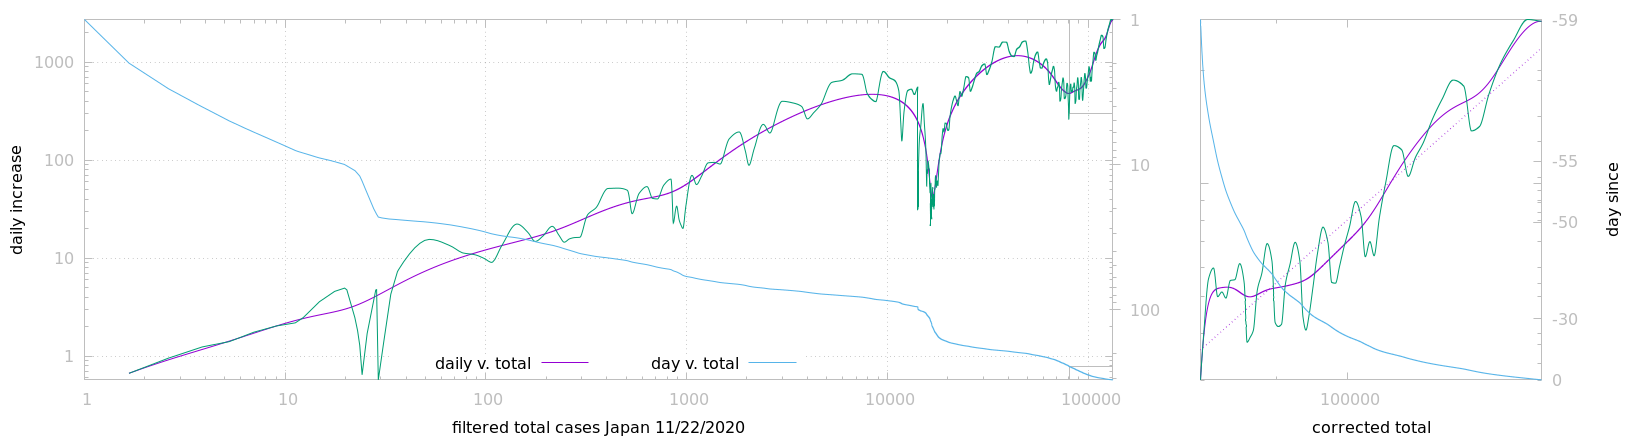 daily increase
1000
100
10
1
1
10
100
daily v. total
day v. total
1 10 100 1000 10000 100000
filtered total cases Japan 11/22/2020
-59
-55
-50
-30
0
day since
100000
corrected total